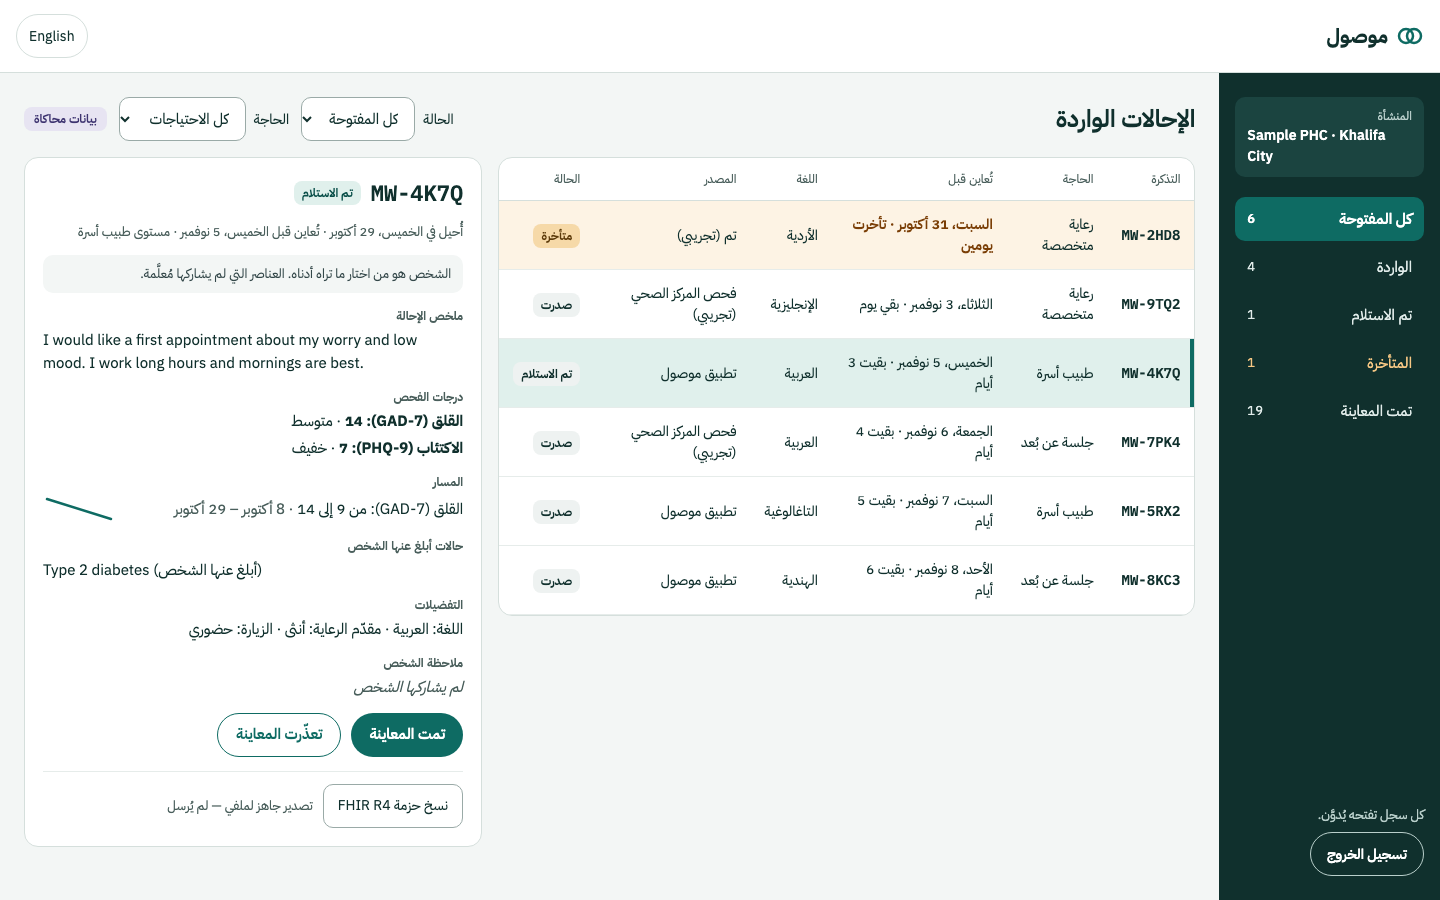 موصول
English
المنشأة
Sample PHC · Khalifa
City
كل المفتوحة 6
الواردة 4
تم الاستلام 1
المتأخرة 1
تمت المعاينة 19
كل سجل تفتحه يُدوَّن.
تسجيل الخروج
الإحالات الواردة
الحالة كل المفتوحة الحاجة كل الاحتياجات بيانات محاكاة
التذكرة الحاجة تُعاين قبل اللغة المصدر الحالة
MW-2HD8 رعاية متخصصة السبت، 31 أكتوبر · تأخرت يومين الأردية تم (تجريبي) متأخرة
MW-9TQ2 رعاية متخصصة الثلاثاء، 3 نوفمبر · بقي يوم الإنجليزية فحص المركز الصحي (تجريبي) صدرت
MW-4K7Q طبيب أسرة الخميس، 5 نوفمبر · بقيت 3 أيام العربية تطبيق موصول تم الاستلام
MW-7PK4 جلسة عن بُعد الجمعة، 6 نوفمبر · بقيت 4 أيام العربية فحص المركز الصحي (تجريبي) صدرت
MW-5RX2 طبيب أسرة السبت، 7 نوفمبر · بقيت 5 أيام التاغالوغية تطبيق موصول صدرت
MW-8KC3 جلسة عن بُعد الأحد، 8 نوفمبر · بقيت 6 أيام الهندية تطبيق موصول صدرت
MW-4K7Q تم الاستلام
أُحيل في الخميس، 29 أكتوبر · تُعاين قبل الخميس، 5 نوفمبر · مستوى طبيب أسرة
الشخص هو من اختار ما تراه أدناه. العناصر التي لم يشاركها مُعلَّمة.
ملخص الإحالة
I would like a first appointment about my worry and low
mood. I work long hours and mornings are best.
درجات الفحص
القلق (GAD-7): 14 · متوسط
الاكتئاب (PHQ-9): 7 · خفيف
المسار
القلق (GAD-7): من 9 إلى 14 · 8 أكتوبر – 29 أكتوبر
حالات أبلغ عنها الشخص
Type 2 diabetes (أبلغ عنها الشخص)
التفضيلات
اللغة: العربية · مقدّم الرعاية: أنثى · الزيارة: حضوري
ملاحظة الشخص
لم يشاركها الشخص
تمت المعاينة تعذّرت المعاينة
نسخ حزمة FHIR R4 تصدير جاهز لملفي — لم يُرسل